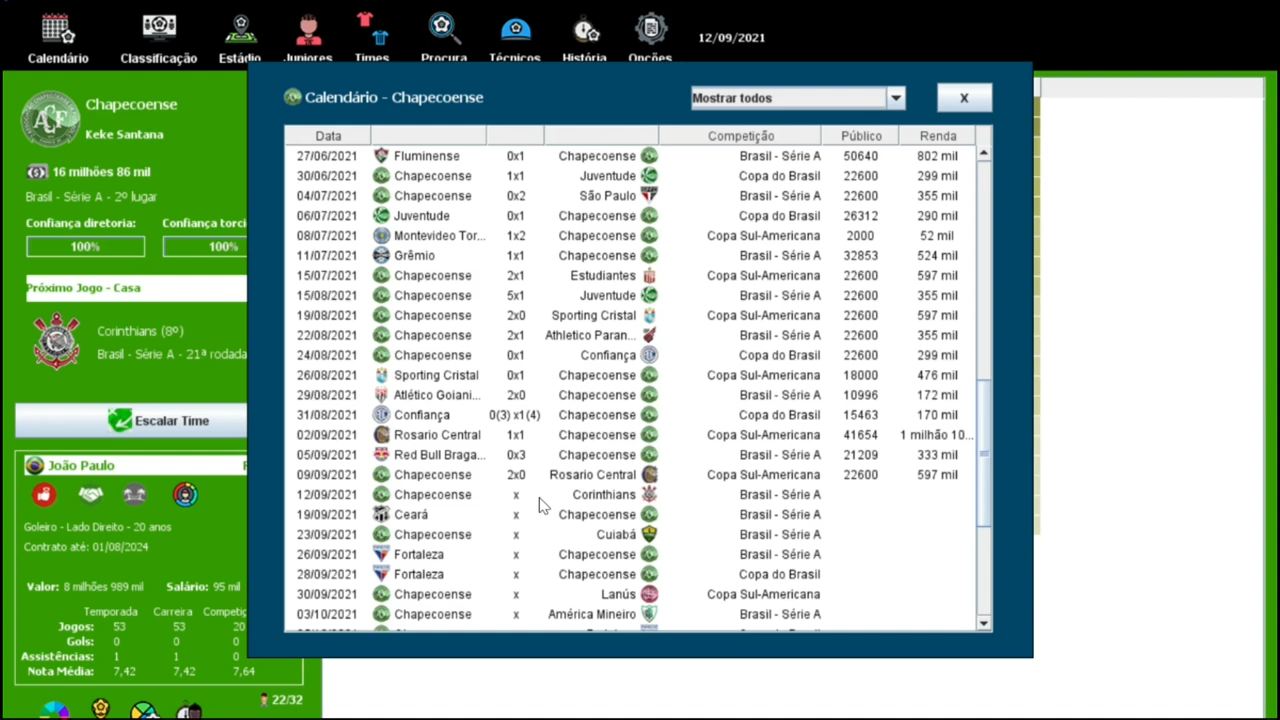 Calendário
Classificação
Estádio
Juniores
Times
Procura
Técnicos
História
Opções
12/09/2021
Chapecoense
Keke Santana
16 milhões 86 mil
Brasil - Série A - 2º lugar
Confiança diretoria:
Confiança torci
100%
100%
Próximo Jogo - Casa
Corinthians (8º)
Brasil - Série A - 21ª rodada
Escalar Time
João Paulo
Goleiro - Lado Direito - 20 anos
Contrato até: 01/08/2024
Valor: 8 milhões 989 mil Salário: 95 mil
Temporada Carreira Competiç
Jogos: 53 53 20
Gols: 0 0 0
Assistências: 1 1 0
Nota Média: 7,42 7,42 7,64
22/32
Calendário - Chapecoense
Mostrar todos
X
Data Competição Público Renda
27/06/2021 Fluminense 0x1 Chapecoense Brasil - Série A 50640 802 mil
30/06/2021 Chapecoense 1x1 Juventude Copa do Brasil 22600 299 mil
04/07/2021 Chapecoense 0x2 São Paulo Brasil - Série A 22600 355 mil
06/07/2021 Juventude 0x1 Chapecoense Copa do Brasil 26312 290 mil
08/07/2021 Montevideo Tor... 1x2 Chapecoense Copa Sul-Americana 2000 52 mil
11/07/2021 Grêmio 1x1 Chapecoense Brasil - Série A 32853 524 mil
15/07/2021 Chapecoense 2x1 Estudiantes Copa Sul-Americana 22600 597 mil
15/08/2021 Chapecoense 5x1 Juventude Brasil - Série A 22600 355 mil
19/08/2021 Chapecoense 2x0 Sporting Cristal Copa Sul-Americana 22600 597 mil
22/08/2021 Chapecoense 2x1 Athletico Paran... Brasil - Série A 22600 355 mil
24/08/2021 Chapecoense 0x1 Confiança Copa do Brasil 22600 299 mil
26/08/2021 Sporting Cristal 0x1 Chapecoense Copa Sul-Americana 18000 476 mil
29/08/2021 Atlético Goiani... 2x0 Chapecoense Brasil - Série A 10996 172 mil
31/08/2021 Confiança 0(3) x1(4) Chapecoense Copa do Brasil 15463 170 mil
02/09/2021 Rosario Central 1x1 Chapecoense Copa Sul-Americana 41654 1 milhão 10...
05/09/2021 Red Bull Braga... 0x3 Chapecoense Brasil - Série A 21209 333 mil
09/09/2021 Chapecoense 2x0 Rosario Central Copa Sul-Americana 22600 597 mil
12/09/2021 Chapecoense x Corinthians Brasil - Série A
19/09/2021 Ceará x Chapecoense Brasil - Série A
23/09/2021 Chapecoense x Cuiabá Brasil - Série A
26/09/2021 Fortaleza x Chapecoense Brasil - Série A
28/09/2021 Fortaleza x Chapecoense Copa do Brasil
30/09/2021 Chapecoense x Lanús Copa Sul-Americana
03/10/2021 Chapecoense x América Mineiro Brasil - Série A